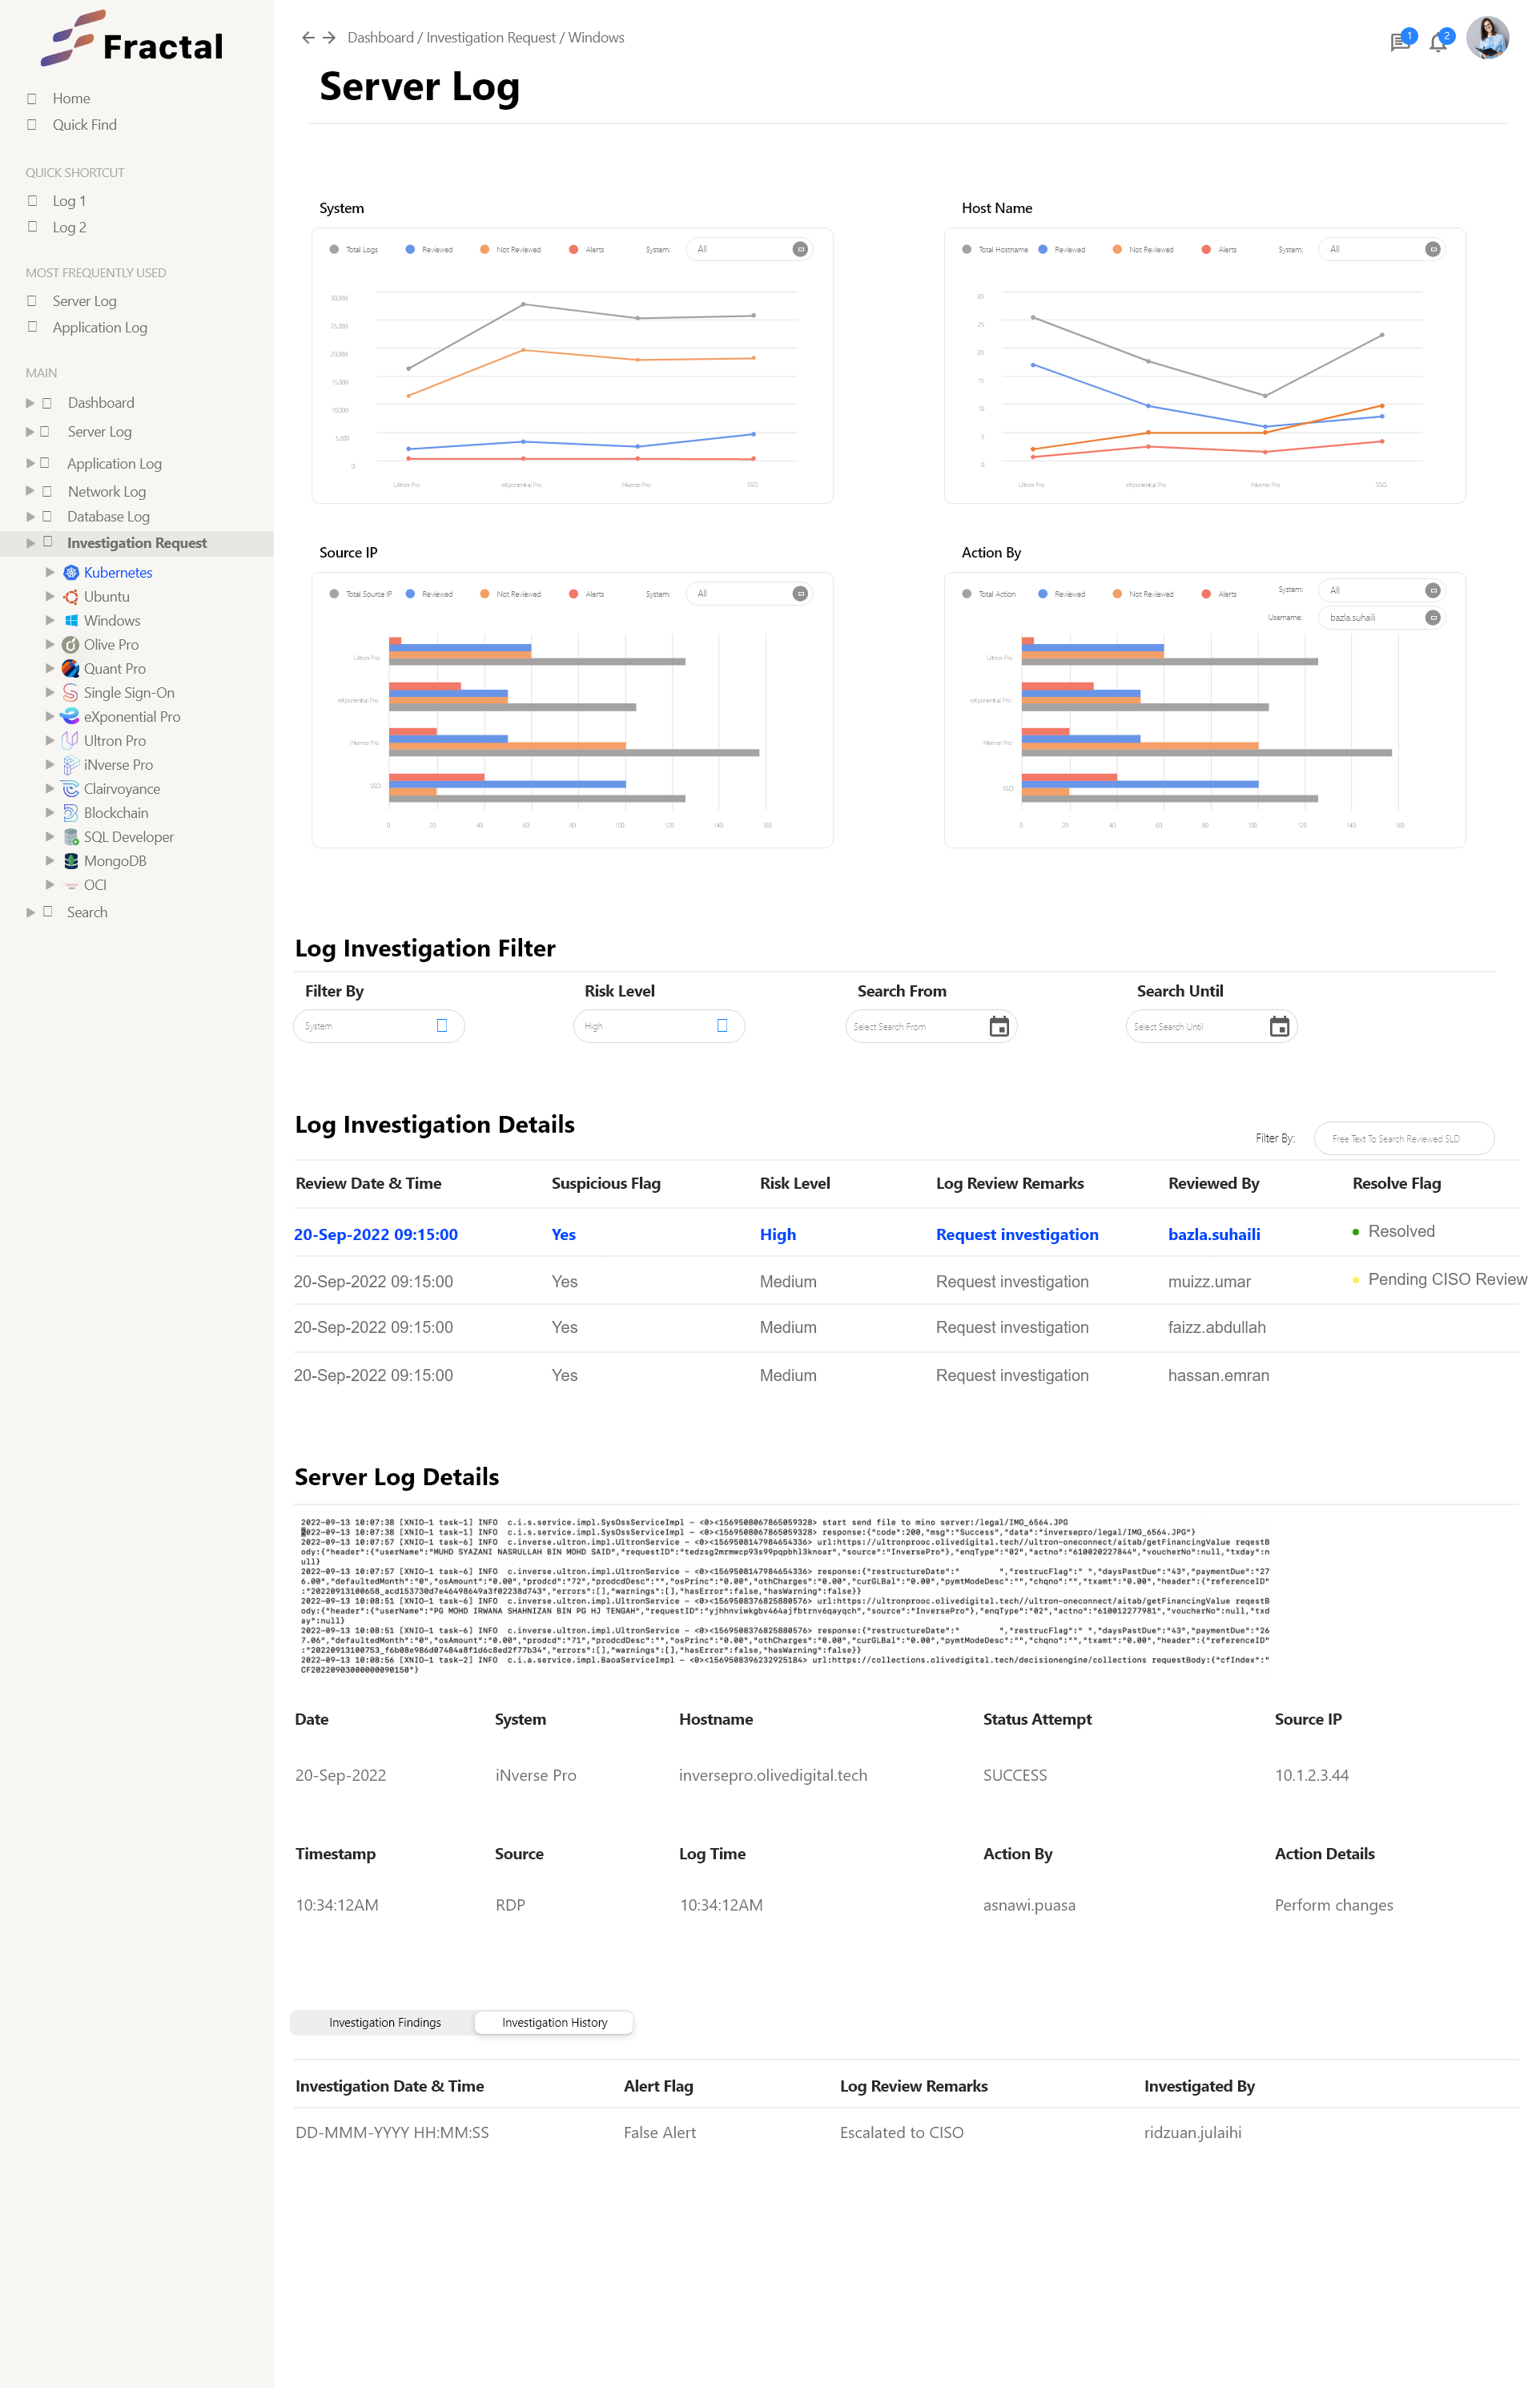 Fractal
Home
Quick Find
QUICK SHORTCUT
Log 1
Log 2
MOST FREQUENTLY USED
Server Log
Application Log
MAIN
Dashboard
Server Log
Application Log
Network Log
Database Log
Investigation Request
Kubernetes
Ubuntu
Windows
Olive Pro
Quant Pro
Single Sign-On
eXponential Pro
Ultron Pro
iNverse Pro
Clairvoyance
Blockchain
SQL Developer
MongoDB
OCI
Search
Dashboard / Investigation Request / Windows
1
2
Server Log
System
Total Logs Reviewed Not Reviewed Alerts System: All
30,000
25,000
20,000
15,000
10,000
5,000
0
Ultron Pro eXponential Pro iNverse Pro SSO
Host Name
Total Hostname Reviewed Not Reviewed Alerts System: All
30
25
20
15
10
5
0
Ultron Pro eXponential Pro iNverse Pro SSO
Source IP
Total Source IP Reviewed Not Reviewed Alerts System: All
Ultron Pro
eXponential Pro
iNverse Pro
SSO
0 20 40 60 80 100 120 140 160
Action By
Total Action Reviewed Not Reviewed Alerts System: All
Username: bazla.suhaili
Ultron Pro
eXponential Pro
iNverse Pro
SSO
0 20 40 60 80 100 120 140 160
Log Investigation Filter
Filter By Risk Level Search From Search Until
System High Select Search From Select Search Until
Log Investigation Details
Filter By: Free Text To Search Reviewed SLD
Review Date & Time Suspicious Flag Risk Level Log Review Remarks Reviewed By Resolve Flag
20-Sep-2022 09:15:00 Yes High Request investigation bazla.suhaili Resolved
20-Sep-2022 09:15:00 Yes Medium Request investigation muizz.umar Pending CISO Review
20-Sep-2022 09:15:00 Yes Medium Request investigation faizz.abdullah
20-Sep-2022 09:15:00 Yes Medium Request investigation hassan.emran
Server Log Details
2022-09-13 10:07:38 [XNIO-1 task-1] INFO c.i.s.service.impl.SysOssServiceImpl - <0><1569508067865059328> start send file to mino server:/legal/IMG_6564.JPG
2022-09-13 10:07:38 [XNIO-1 task-1] INFO c.i.s.service.impl.SysOssServiceImpl - <0><1569508067865059328> response:{"code":200,"msg":"Success","data":"inversepro/legal/IMG_6564.JPG"}
2022-09-13 10:07:57 [XNIO-1 task-6] INFO c.inverse.service.impl.UltronService - <0><1569508147984654336> url:https://ultronprooc.olivedigital.tech//ultron-oneconnect/aitab/getFinancingValue reqestB
ody:{"header":{"userName":"MUHD SYAZANI NASRULLAH BIN MOHD SAID","requestID":"tedzsg2mrmwcp93s99pqpbhl3knoar","source":"InversePro"},"enqType":"02","actno":"610020227844","voucherNo":null,"txday":n
ull}
2022-09-13 10:07:57 [XNIO-1 task-6] INFO c.inverse.service.impl.UltronService - <0><1569508147984654336> response:{"restructureDate":" ","restrucFlag":" ","daysPastDue":"43","paymentDue":"27
6.00","defaultedMonth":"0","osAmount":"0.00","prodcd":"72","prodcdDesc":"","osPrinc":"0.00","othCharges":"0.00","curGLBal":"0.00","pymtModeDesc":"","chqno":"","txamt":"0.00","header":{"referenceID"
:"20220913100658_acd153730d7e46498649a3f02238d743","errors":[],"warnings":[],"hasError":false,"hasWarning":false}}
2022-09-13 10:08:51 [XNIO-1 task-6] INFO c.inverse.service.impl.UltronService - <0><1569508376825880576> url:https://ultronprooc.olivedigital.tech//ultron-oneconnect/aitab/getFinancingValue reqestB
ody:{"header":{"userName":"PG MOHD IRWANA SHAHNIZAN BIN PG HJ TENGAH","requestID":"yjhhnviwkgbv464ajfbtrnv6qayqch","source":"InversePro"},"enqType":"02","actno":"610012277981","voucherNo":null,"txd
ay":null}
2022-09-13 10:08:51 [XNIO-1 task-6] INFO c.inverse.service.impl.UltronService - <0><1569508376825880576> response:{"restructureDate":" ","restrucFlag":" ","daysPastDue":"43","paymentDue":"26
7.06","defaultedMonth":"0","osAmount":"0.00","prodcd":"71","prodcdDesc":"","osPrinc":"0.00","othCharges":"0.00","curGLBal":"0.00","pymtModeDesc":"","chqno":"","txamt":"0.00","header":{"referenceID"
:"20220913100753_f6b08e986d07484a8f1d6c8ed2f77b34","errors":[],"warnings":[],"hasError":false,"hasWarning":false}}
2022-09-13 10:08:56 [XNIO-1 task-2] INFO c.i.a.service.impl.BaoaServiceImpl - <0><1569508396232925184> url:https://collections.olivedigital.tech/decisionengine/collections requestBody:{"cfIndex":"
CF20220903000000090150"}
Date System Hostname Status Attempt Source IP
20-Sep-2022 iNverse Pro inversepro.olivedigital.tech SUCCESS 10.1.2.3.44
Timestamp Source Log Time Action By Action Details
10:34:12AM RDP 10:34:12AM asnawi.puasa Perform changes
Investigation Findings Investigation History
Investigation Date & Time Alert Flag Log Review Remarks Investigated By
DD-MMM-YYYY HH:MM:SS False Alert Escalated to CISO ridzuan.julaihi